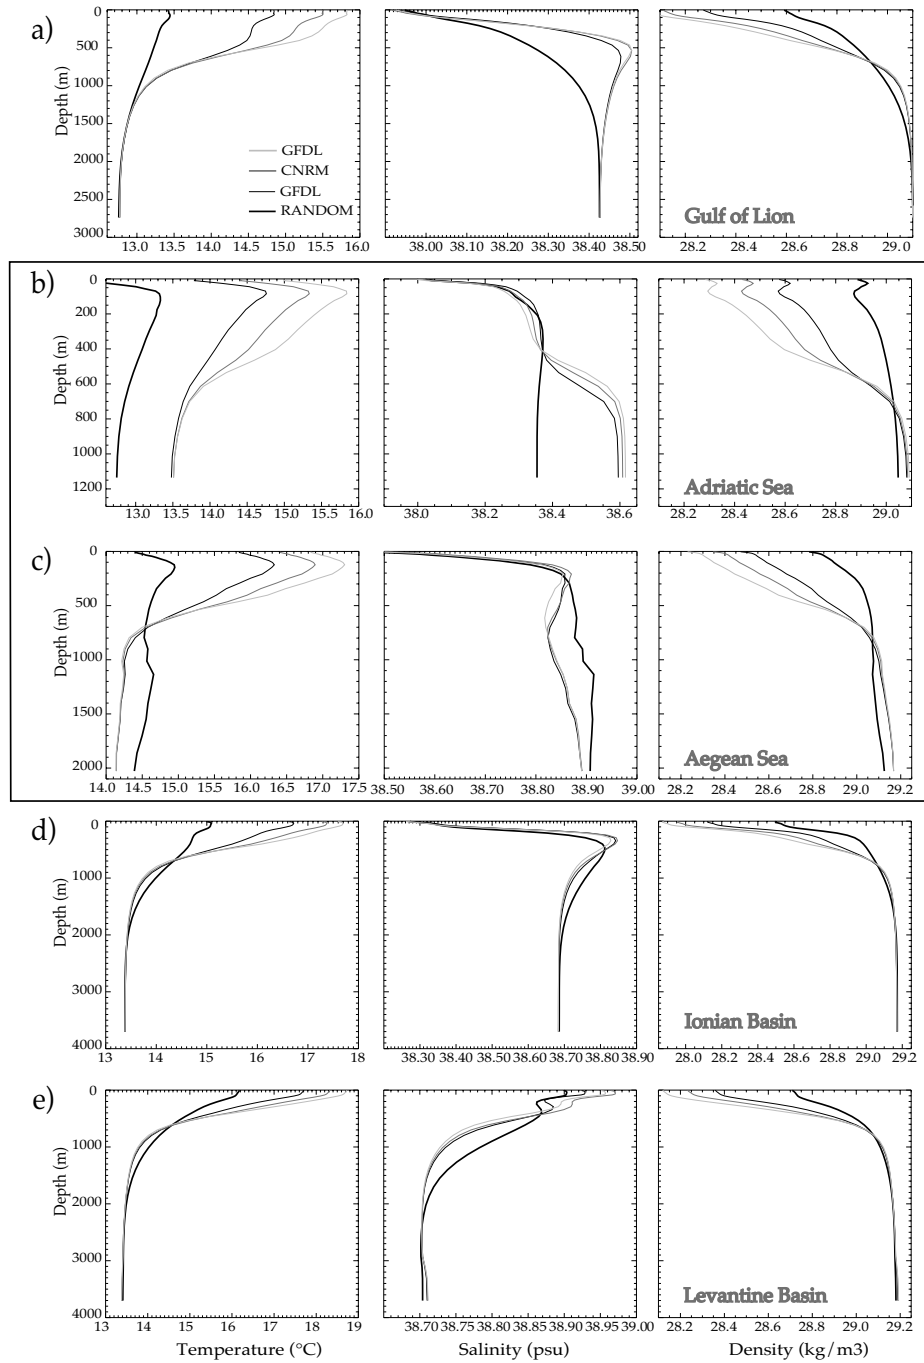 a)
0
500
1000
1500
2000
2500
3000
Depth (m)
GFDL
CNRM
GFDL
RANDOM
13.0 13.5 14.0 14.5 15.0 15.5 16.0
38.00 38.10 38.20 38.30 38.40 38.50
Gulf of Lion
28.2 28.4 28.6 28.8 29.0
b)
0
200
400
600
800
1000
1200
Depth (m)
13.0 13.5 14.0 14.5 15.0 15.5 16.0
38.0 38.2 38.4 38.6
Adriatic Sea
28.2 28.4 28.6 28.8 29.0
c)
0
500
1000
1500
2000
Depth (m)
14.0 14.5 15.0 15.5 16.0 16.5 17.0 17.5
38.50 38.60 38.70 38.80 38.90 39.00
Aegean Sea
28.2 28.4 28.6 28.8 29.0 29.2
d)
0
1000
2000
3000
4000
Depth (m)
13 14 15 16 17 18
38.30 38.40 38.50 38.60 38.70 38.80 38.90
Ionian Basin
28.0 28.2 28.4 28.6 28.8 29.0 29.2
e)
0
1000
2000
3000
4000
Depth (m)
13 14 15 16 17 18 19
38.70 38.75 38.80 38.85 38.90 38.95 39.00
Levantine Basin
28.2 28.4 28.6 28.8 29.0 29.2
Temperature (°C)
Salinity (psu)
Density (kg/m3)